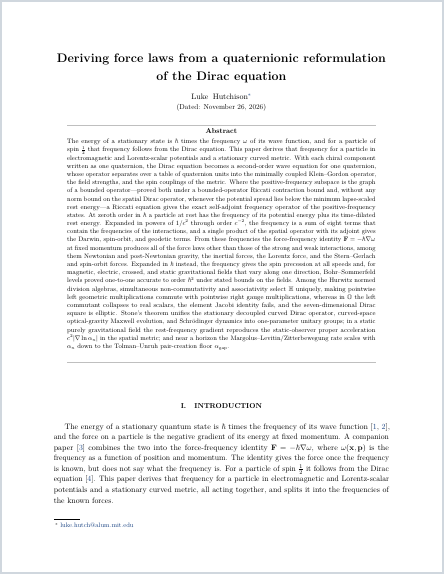 Deriving force laws from a quaternionic reformulation
of the Dirac equation
Luke Hutchison*
(Dated: November 26, 2026)
Abstract
The energy of a stationary state is ℏ times the frequency ω of its wave function, and for a particle of
spin ½ that frequency follows from the Dirac equation. This paper derives that frequency for a particle in
electromagnetic and Lorentz-scalar potentials and a stationary curved metric. With each chiral component
written as one quaternion, the Dirac equation becomes a second-order wave equation for one quaternion,
whose operator separates over a table of quaternion units into the minimally coupled Klein–Gordon operator,
the field strengths, and the spin couplings of the metric. Where the positive-frequency subspace is the graph
of a bounded operator—proved both under a bounded-operator Riccati contraction bound and, without any
norm bound on the spatial Dirac operator, whenever the potential lies below the minimum lapse-scaled
rest energy—a Riccati equation gives the exact self-adjoint frequency operator of the positive-frequency
states. At zeroth order in ℏ a particle at rest has the frequency of its potential energy plus its time-dilated
rest energy. Expanded in powers of 1/c² through order c⁻², the frequency is a sum of eight terms that
contain the frequencies of the interactions, and a single product of the spatial operator with its adjoint gives
the Darwin, spin-orbit, and geodetic terms. From these frequencies the force-frequency identity F = −ℏ∇ω
at fixed momentum produces all of the force laws other than those of the strong and weak interactions, among
them Newtonian and post-Newtonian gravity, the inertial forces, the Lorentz force, and the Stern–Gerlach
and spin-orbit forces. Expanded in ℏ instead, the frequency gives the spin precession at all speeds and, for
magnetic, electric, crossed, and static gravitational fields that vary along one direction, Bohr–Sommerfeld
levels proved one-to-one accurate to order ℏ² under stated bounds on the fields. Among the Hurwitz normed
division algebras, simultaneous non-commutativity and associativity select ℍ uniquely, making pointwise
left geometric multiplications commute with pointwise right gauge multiplications, whereas in 𝕆 the left
commutant collapses to real scalars, the element Jacobi identity fails, and the seven-dimensional Dirac
square is elliptic. Stone's theorem unifies the stationary decoupled curved Dirac operator, curved-space
optical-gravity Maxwell evolution, and Schrödinger dynamics into one-parameter unitary groups; in a static
purely gravitational field the rest-frequency gradient reproduces the static-observer proper acceleration
and near a horizon the Margolus–Levitin/Zitterbewegung rate scales with
down to the Tolman–Unruh pair-creation floor
I. INTRODUCTION
The energy of a stationary quantum state is ℏ times the frequency of its wave function [1, 2],
and the force on a particle is the negative gradient of its energy at fixed momentum. A companion
paper [3] combines the two into the force-frequency identity F = −ℏ∇ω, where ω(x, p) is the
frequency as a function of position and momentum. The identity gives the force once the frequency
is known, but does not say what the frequency is. For a particle of spin ½ it follows from the Dirac
equation [4]. This paper derives that frequency for a particle in electromagnetic and Lorentz-scalar
potentials and a stationary curved metric, all acting together, and splits it into the frequencies of
the known forces.
* luke.hutch@alum.mit.edu